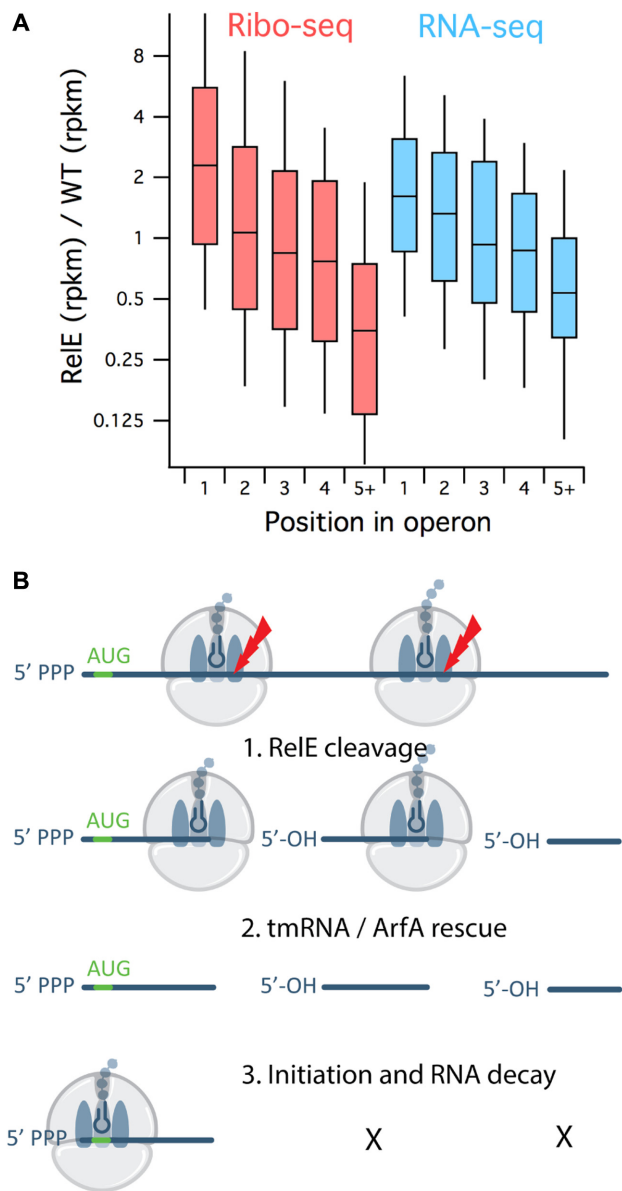 A
Ribo-seq RNA-seq
RelE (rpkm) / WT (rpkm)
8
4
2
1
0.5
0.25
0.125
1 2 3 4 5+ 1 2 3 4 5+
Position in operon
B
AUG
5' PPP
1. RelE cleavage
AUG
5' PPP 5'-OH 5'-OH
2. tmRNA / ArfA rescue
AUG
5' PPP 5'-OH 5'-OH
3. Initiation and RNA decay
5' PPP X X